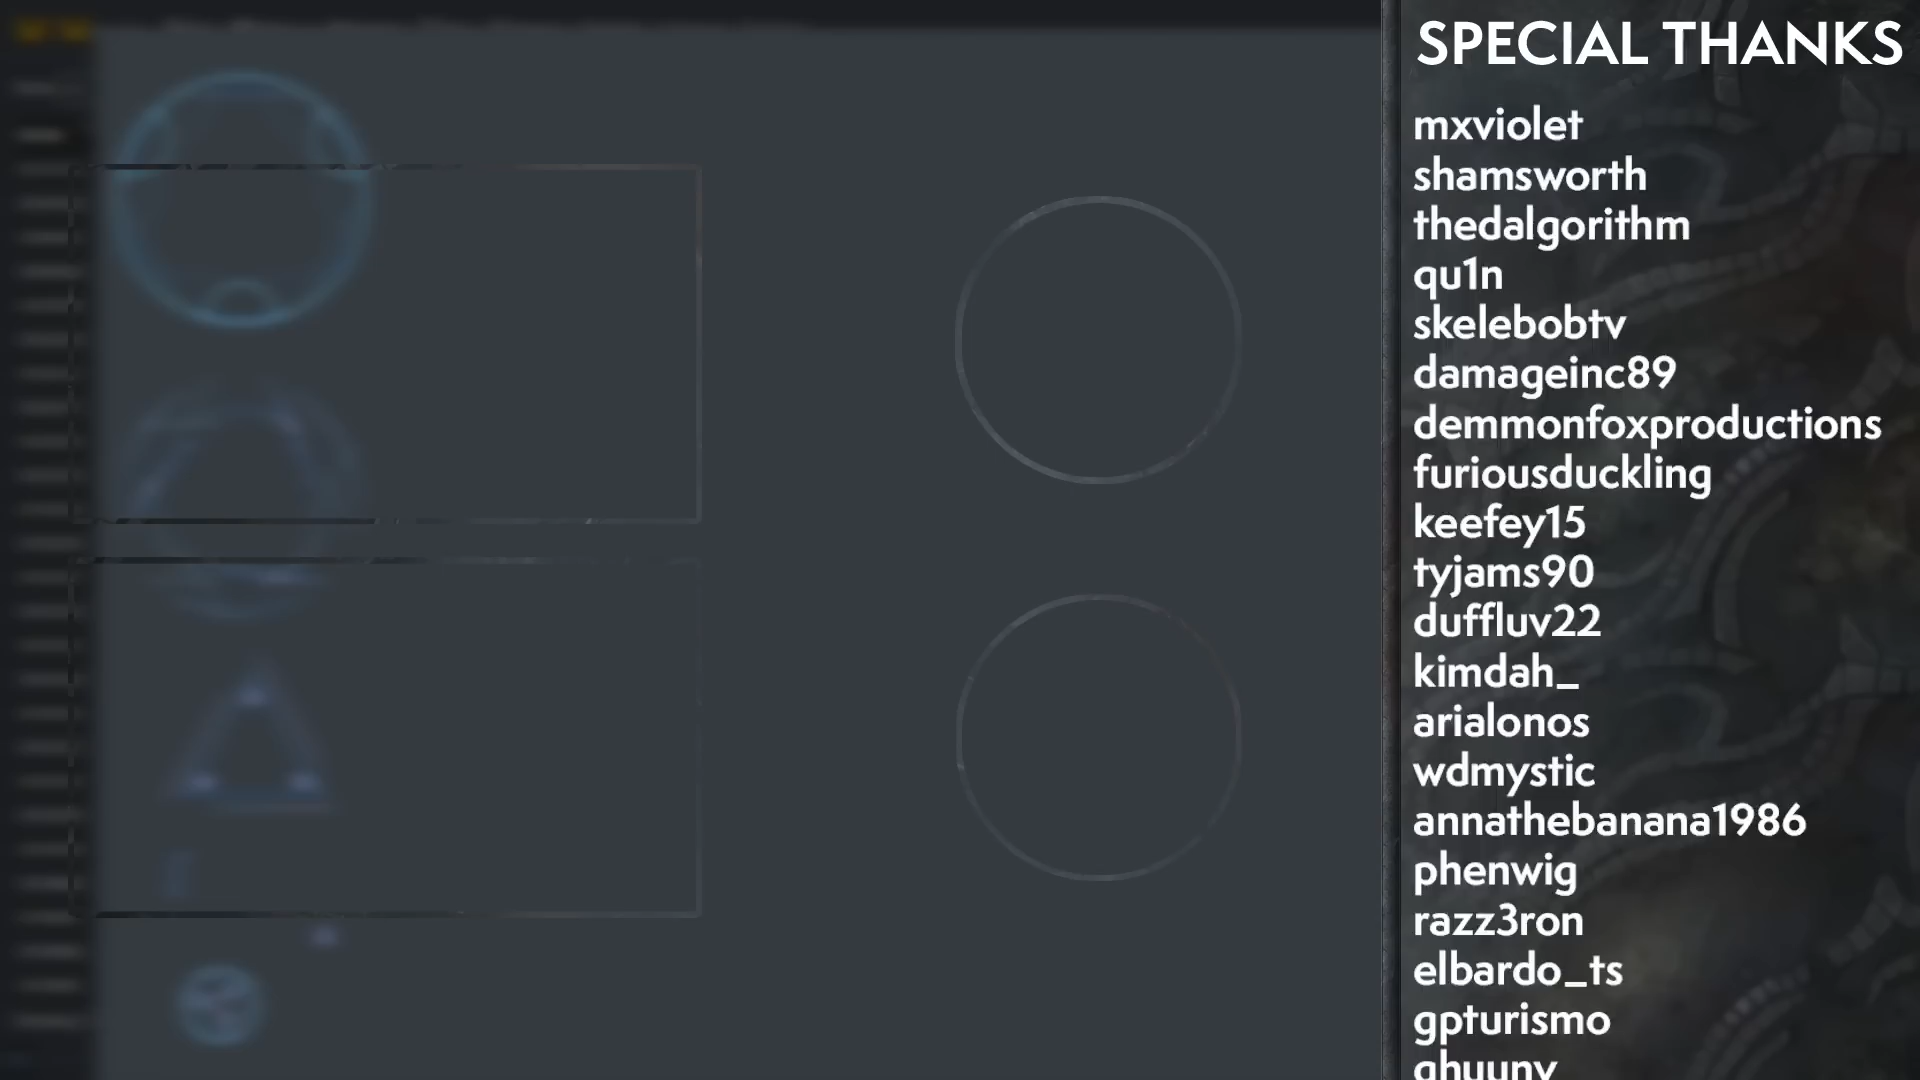 SPECIAL THANKS
mxviolet
shamsworth
thedalgorithm
qu1n
skelebobtv
damageinc89
demmonfoxproductions
furiousduckling
keefey15
tyjams90
duffluv22
kimdah_
arialonos
wdmystic
annathebanana1986
phenwig
razz3ron
elbardo_ts
gpturismo